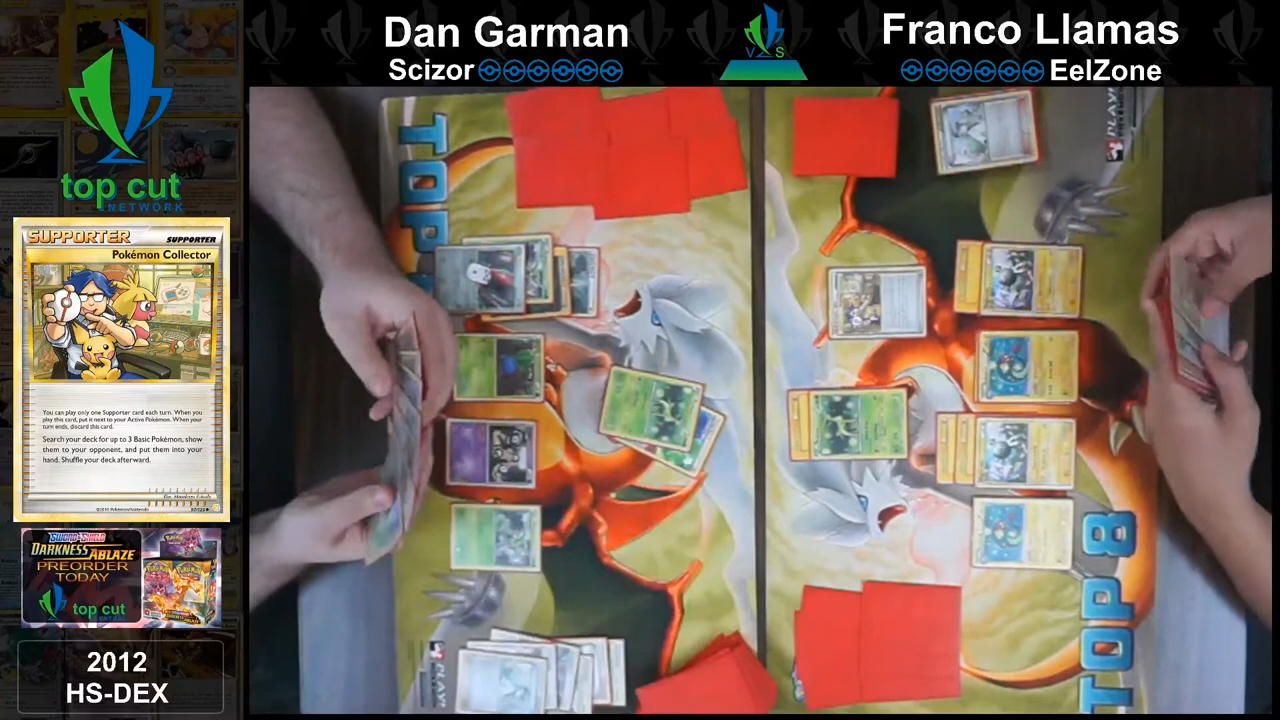 Dan Garman
Scizor
V S
Franco Llamas
EelZone
top cut
NETWORK
SUPPORTER SUPPORTER
Pokémon Collector
You can play only one Supporter card each turn. When you
play this card, put it next to your Active Pokémon. When your
turn ends, discard this card.
Search your deck for up to 3 Basic Pokémon, show
them to your opponent, and put them into your
hand. Shuffle your deck afterward.
SWORD & SHIELD
DARKNESS ABLAZE
PREORDER
TODAY
top cut
2012
HS-DEX
TOP
TOP 8
PLAY!
PLAY!